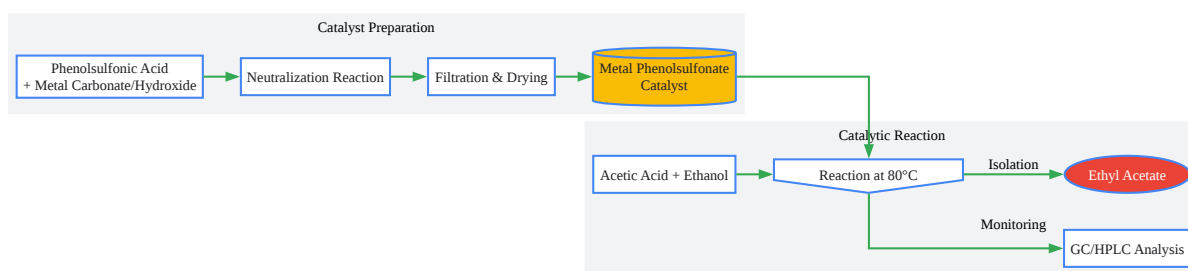 Catalyst Preparation
Phenolsulfonic Acid
+ Metal Carbonate/Hydroxide
Neutralization Reaction
Filtration & Drying
Metal Phenolsulfonate
Catalyst
Catalytic Reaction
Acetic Acid + Ethanol
Reaction at 80°C
Isolation
Ethyl Acetate
Monitoring
GC/HPLC Analysis